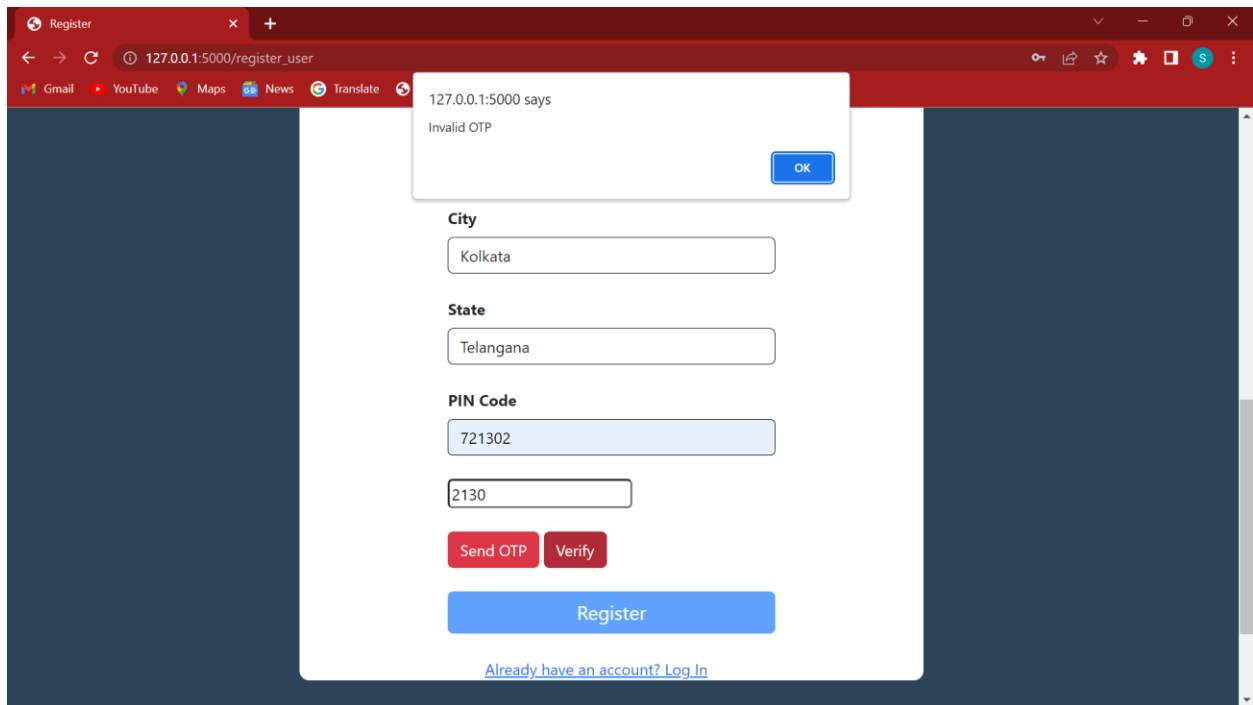 Register
127.0.0.1:5000/register_user
S
Gmail YouTube Maps News Translate
127.0.0.1:5000 says
Invalid OTP
OK
City
Kolkata
State
Telangana
PIN Code
721302
2130
Send OTP Verify
Register
Already have an account? Log In